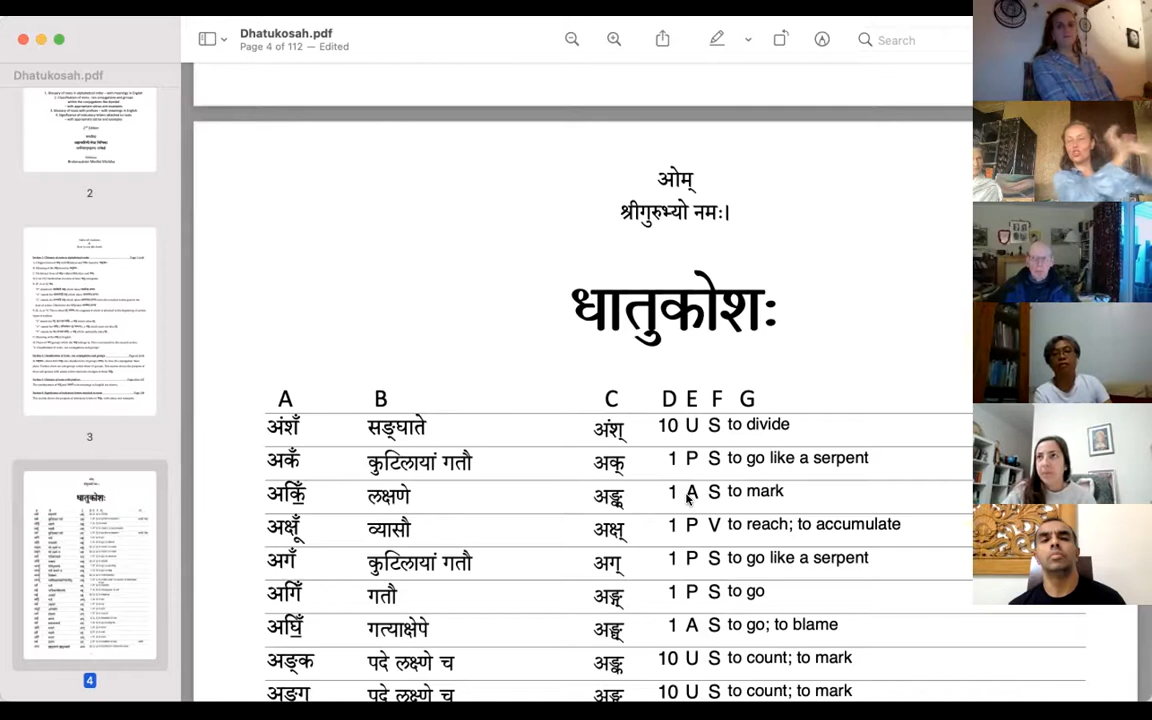 Dhatukosah.pdf
Page 4 of 112 — Edited
Search
Dhatukosah.pdf
2
3
4
ओम्
श्रीगुरुभ्यो नमः।
धातुकोशः
A B C D E F G
अंशँ सङ्घाते अंश् 10 U S to divide
अकँ कुटिलायां गतौ अक् 1 P S to go like a serpent
अकिँ॒ लक्षणे अङ्क् 1 A S to mark
अक्षूँ व्याप्तौ अक्ष् 1 P V to reach; to accumulate
अगँ कुटिलायां गतौ अग् 1 P S to go like a serpent
अगिँ गतौ अङ्ग् 1 P S to go
अघिँ॒ गत्याक्षेपे अङ्घ् 1 A S to go; to blame
अङ्क पदे लक्ष्णे च अङ्क 10 U S to count; to mark
अङ्ग पदे लक्ष्णे च अङ्ग 10 U S to count; to mark